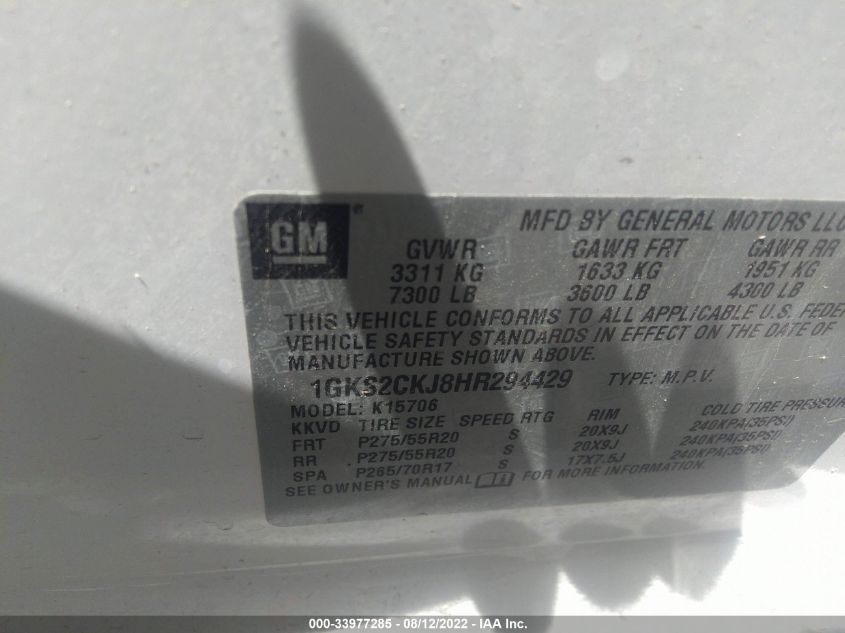 GM ® MFD BY GENERAL MOTORS LLC
GVWR GAWR FRT GAWR RR
3311 KG 1633 KG 1951 KG
7300 LB 3600 LB 4300 LB
THIS VEHICLE CONFORMS TO ALL APPLICABLE U.S. FEDER
VEHICLE SAFETY STANDARDS IN EFFECT ON THE DATE OF
MANUFACTURE SHOWN ABOVE.
1GKS2CKJ8HR294429 TYPE: M.P.V.
MODEL: K15706
KKVD TIRE SIZE SPEED RTG RIM COLD TIRE PRESSUR
FRT P275/55R20 S 20X9J 240KPA(35PSI)
RR P275/55R20 S 20X9J 240KPA(35PSI)
SPA P265/70R17 S 17X7.5J 240KPA(35PSI)
SEE OWNER'S MANUAL FOR MORE INFORMATION.
000-33977285 - 08/12/2022 - IAA Inc.